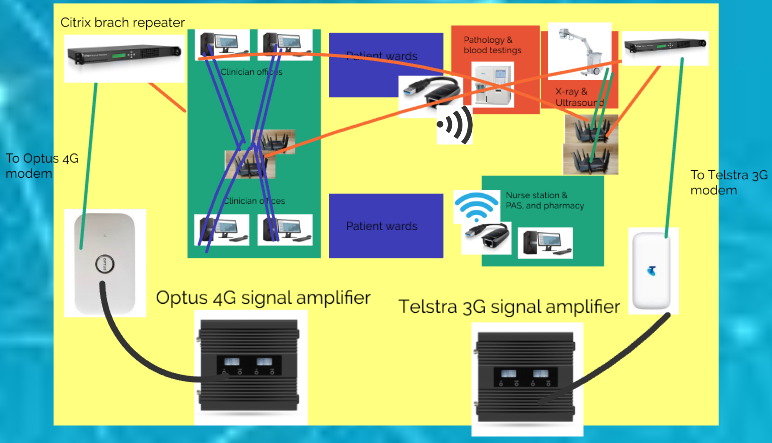 Citrix brach repeater
Clinician offices
Patient wards
Pathology &
blood testings
X-ray &
Ultrasound
To Optus 4G
modem
Clinician offices
Patient wards
Nurse station &
PAS, and pharmacy
To Telstra 3G
modem
Optus 4G signal amplifier
Telstra 3G signal amplifier